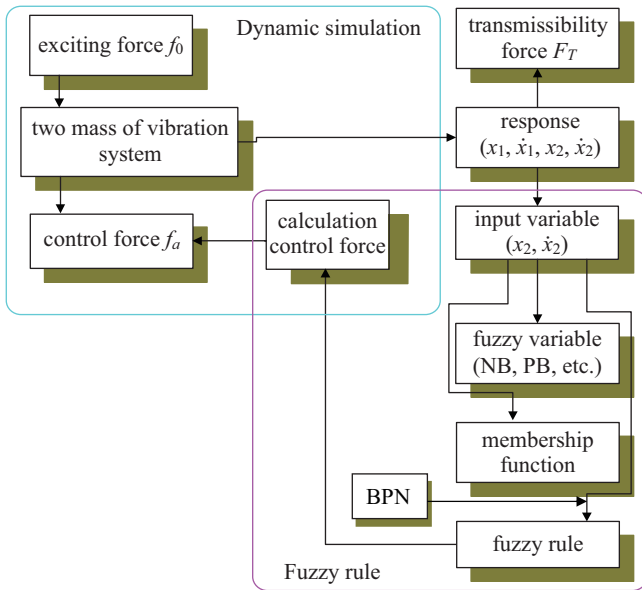 Dynamic simulation
exciting force f₀
two mass of vibration
system
control force fₐ
calculation
control force
transmissibility
force F_T
response
(x₁, ẋ₁, x₂, ẋ₂)
input variable
(x₂, ẋ₂)
fuzzy variable
(NB, PB, etc.)
membership
function
BPN
fuzzy rule
Fuzzy rule